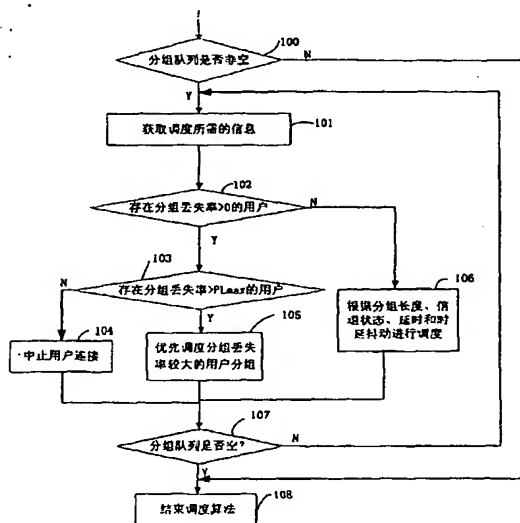 100
分组队列是否非空
N
Y
获取调度所需的信息
101
102
存在分组丢失率>0的用户
N
Y
103
存在分组丢失率>PLmax的用户
N
Y
104
105
106
中止用户连接
优先调度分组丢失
率较大的用户分组
根据分组长度、信
道状态、延时和时
延抖动进行调度
107
分组队列是否空?
N
Y
结束调度算法
108